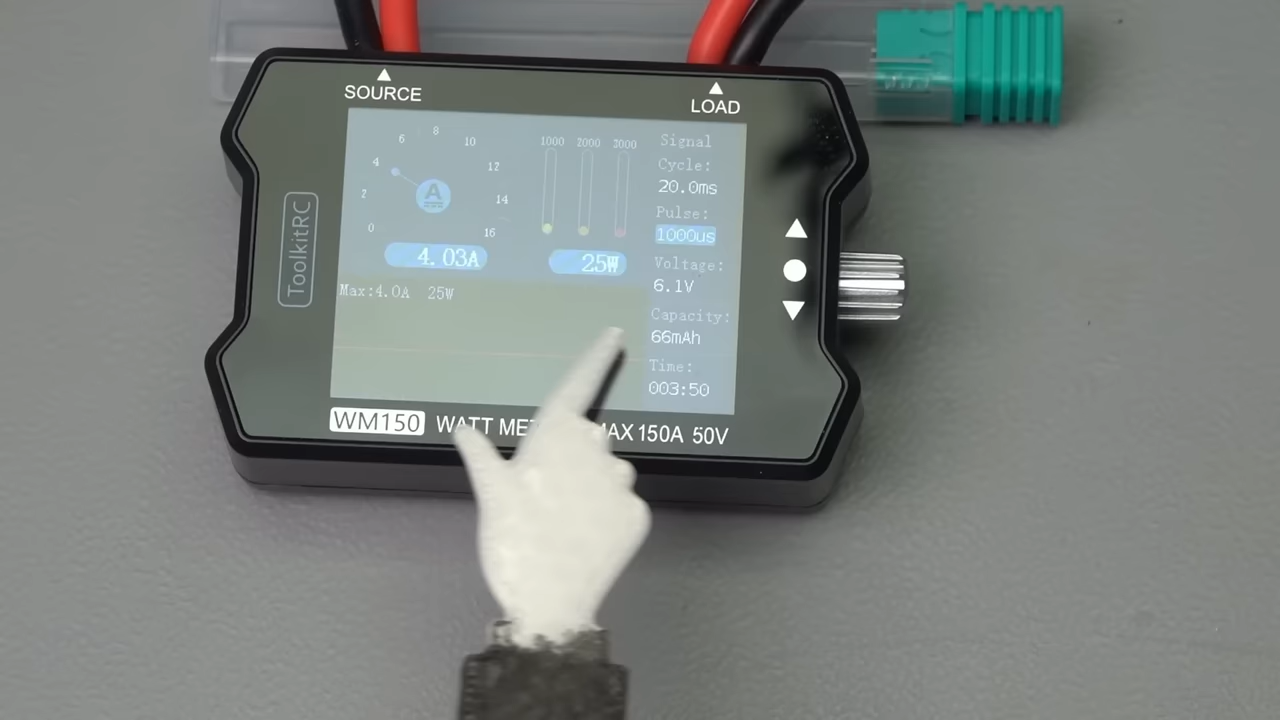 SOURCE
LOAD
ToolkitRC
0
2
4
6
8
10
12
14
16
A
4.03A
1000
2000
3000
25W
Max:4.0A 25W
Signal
Cycle:
20.0ms
Pulse:
1000us
Voltage:
6.1V
Capacity:
66mAh
Time:
003:50
WM150 WATT ME MAX 150A 50V